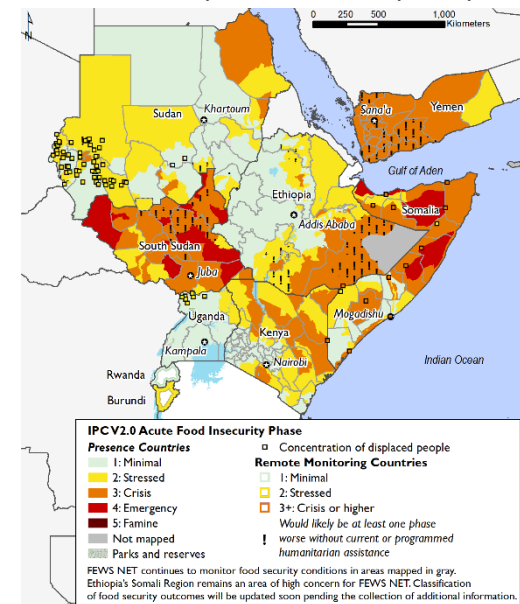 N
0 250 500 1,000
Kilometers
Sudan
Khartoum
Sana'a
Yemen
Gulf of Aden
Ethiopia
Addis Ababa
Somalia
South Sudan
Juba
Uganda
Kenya
Mogadishu
Kampala
Nairobi
Indian Ocean
Rwanda
Burundi
IPCV2.0 Acute Food Insecurity Phase
Presence Countries
1: Minimal
2: Stressed
3: Crisis
4: Emergency
5: Famine
Not mapped
Parks and reserves
Concentration of displaced people
Remote Monitoring Countries
1: Minimal
2: Stressed
3+: Crisis or higher
! Would likely be at least one phase
worse without current or programmed
humanitarian assistance
FEWS NET continues to monitor food security conditions in areas mapped in gray.
Ethiopia's Somali Region remains an area of high concern for FEWS NET. Classification
of food security outcomes will be updated soon pending the collection of additional information.